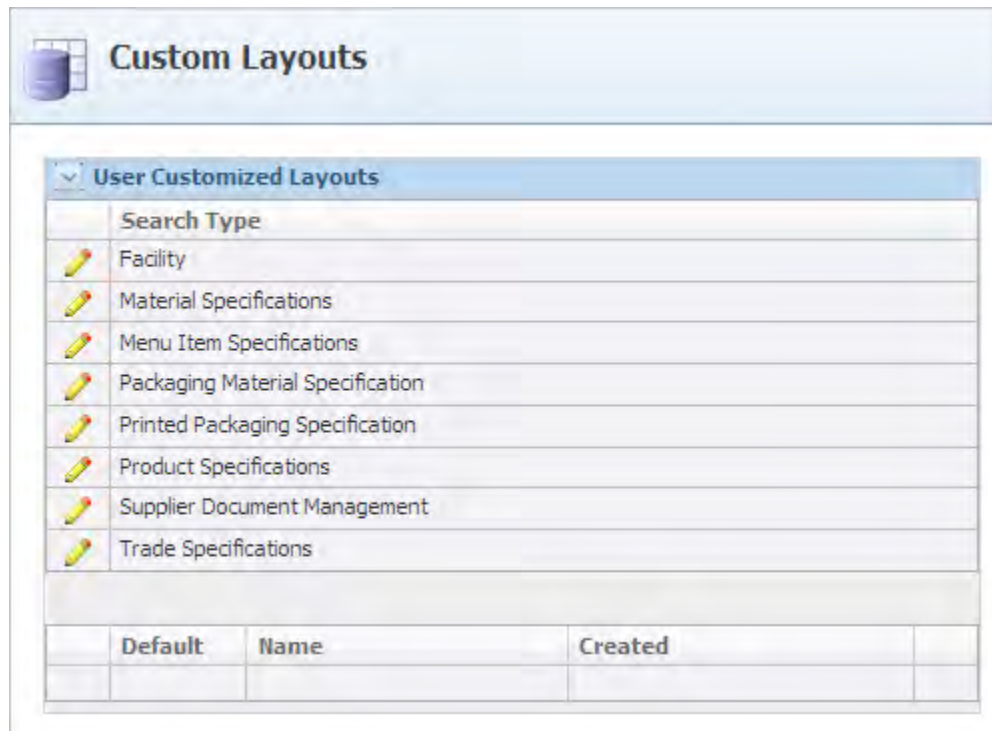 Custom Layouts
User Customized Layouts
Search Type
Facility
Material Specifications
Menu Item Specifications
Packaging Material Specification
Printed Packaging Specification
Product Specifications
Supplier Document Management
Trade Specifications
Default Name Created